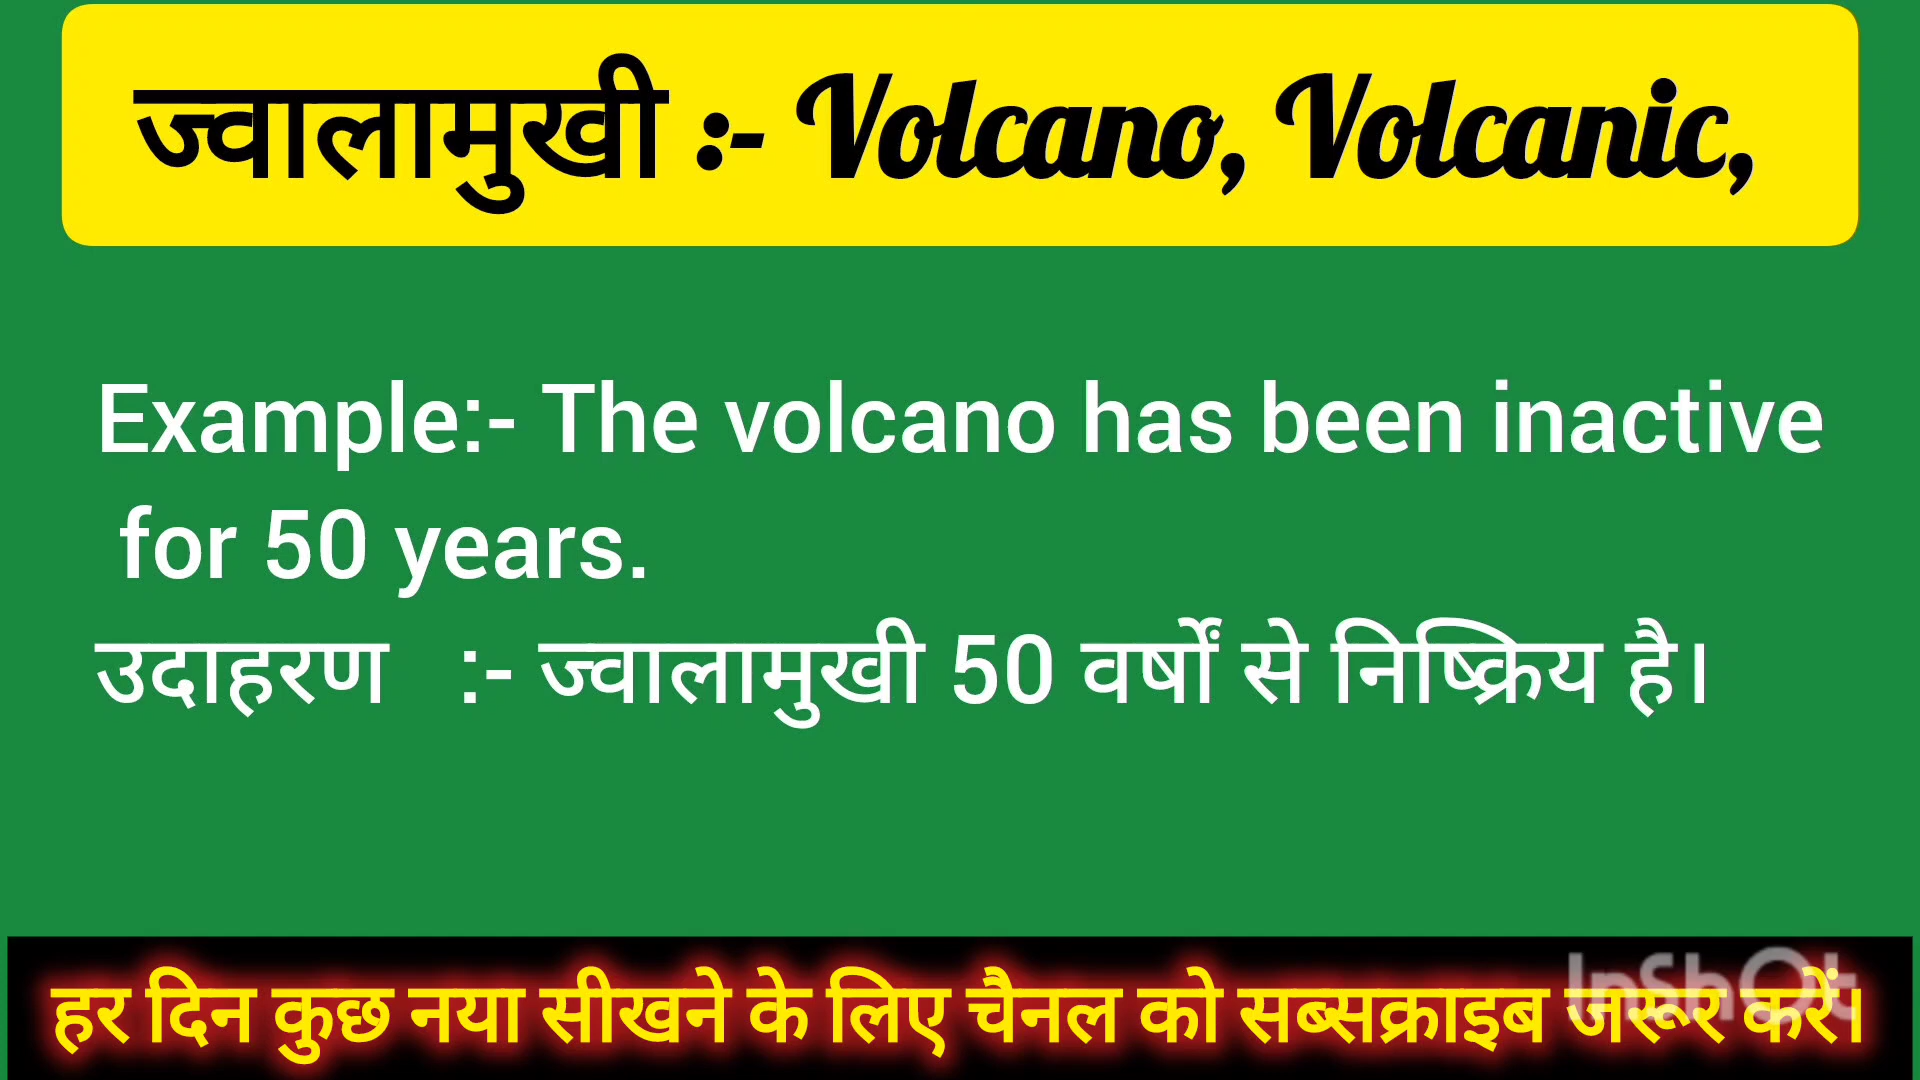 ज्वालामुखी :- Volcano, Volcanic,
Example:- The volcano has been inactive
for 50 years.
उदाहरण :- ज्वालामुखी 50 वर्षों से निष्क्रिय है।
हर दिन कुछ नया सीखने के लिए चैनल को सब्सक्राइब जरूर करें।
InShOt